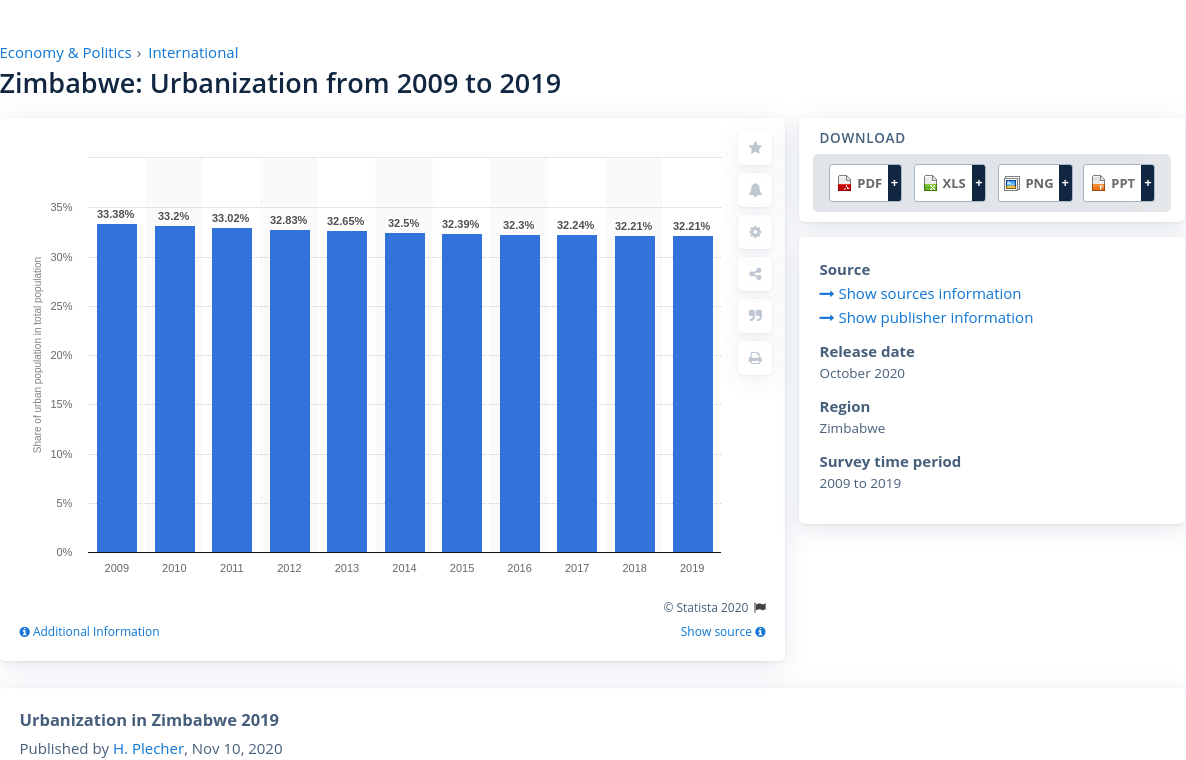 Economy & Politics › International
Zimbabwe: Urbanization from 2009 to 2019
Share of urban population in total population
35%
30%
25%
20%
15%
10%
5%
0%
33.38%
33.2%
33.02%
32.83%
32.65%
32.5%
32.39%
32.3%
32.24%
32.21%
32.21%
2009
2010
2011
2012
2013
2014
2015
2016
2017
2018
2019
© Statista 2020
Additional Information
Show source
DOWNLOAD
PDF + XLS + PNG + PPT +
Source
Show sources information
Show publisher information
Release date
October 2020
Region
Zimbabwe
Survey time period
2009 to 2019
Urbanization in Zimbabwe 2019
Published by H. Plecher, Nov 10, 2020